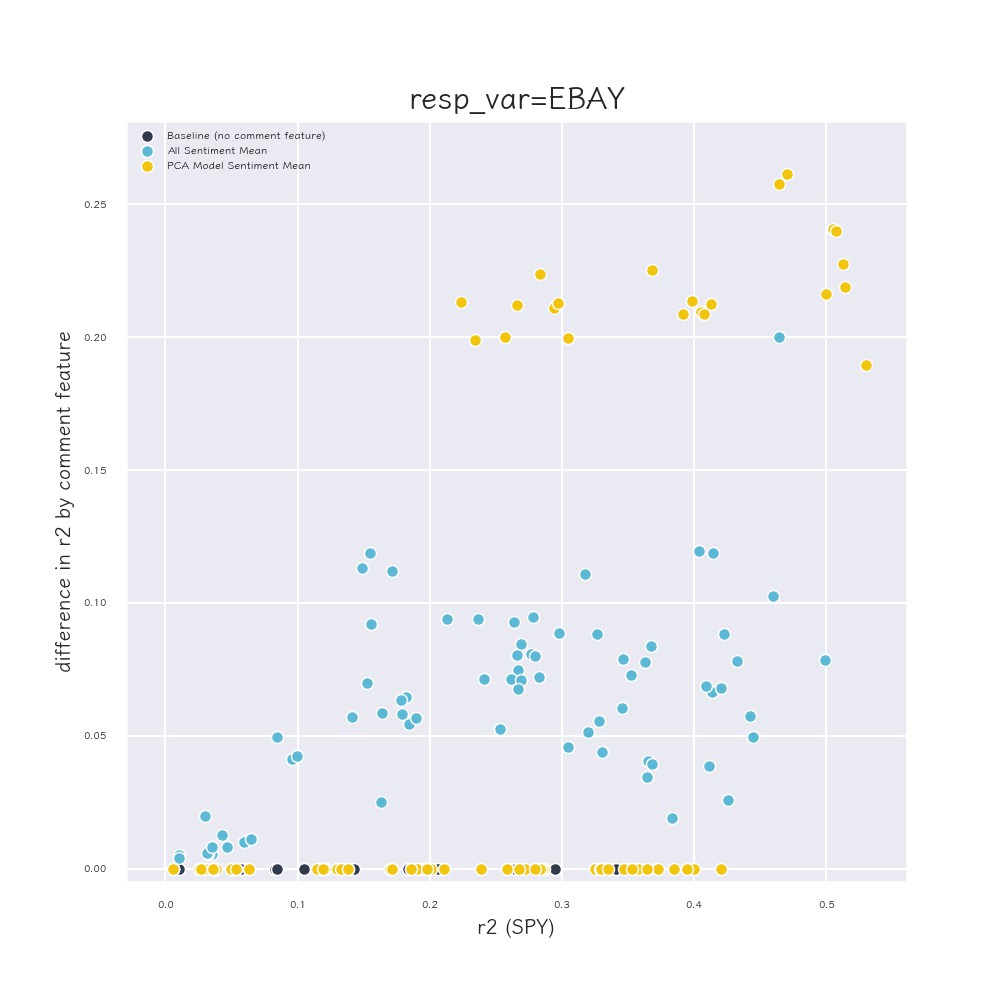 resp_var=EBAY
Baseline (no comment feature)
All Sentiment Mean
PCA Model Sentiment Mean
difference in r2 by comment feature
0.25
0.20
0.15
0.10
0.05
0.00
0.0 0.1 0.2 0.3 0.4 0.5
r2 (SPY)